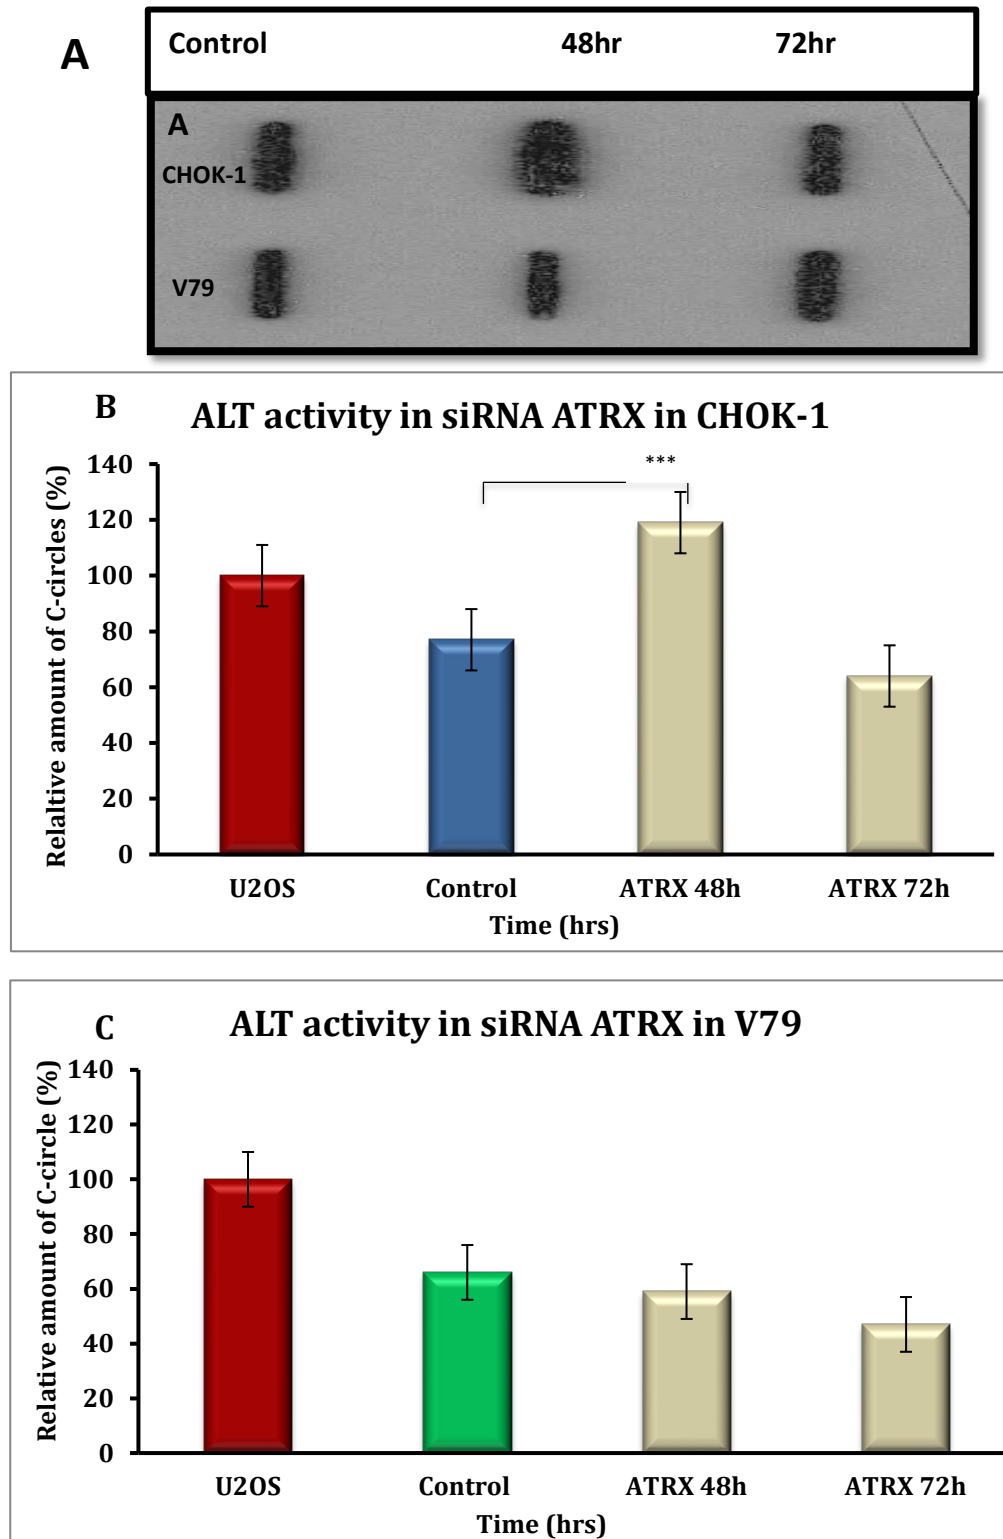 A
Control 48hr 72hr
A
CHOK-1
V79
B
ALT activity in siRNA ATRX in CHOK-1
***
Relaltive amount of C-circles (%)
140
120
100
80
60
40
20
0
U2OS Control ATRX 48h ATRX 72h
Time (hrs)
C
ALT activity in siRNA ATRX in V79
Relative amount of C-circle (%)
140
120
100
80
60
40
20
0
U2OS Control ATRX 48h ATRX 72h
Time (hrs)